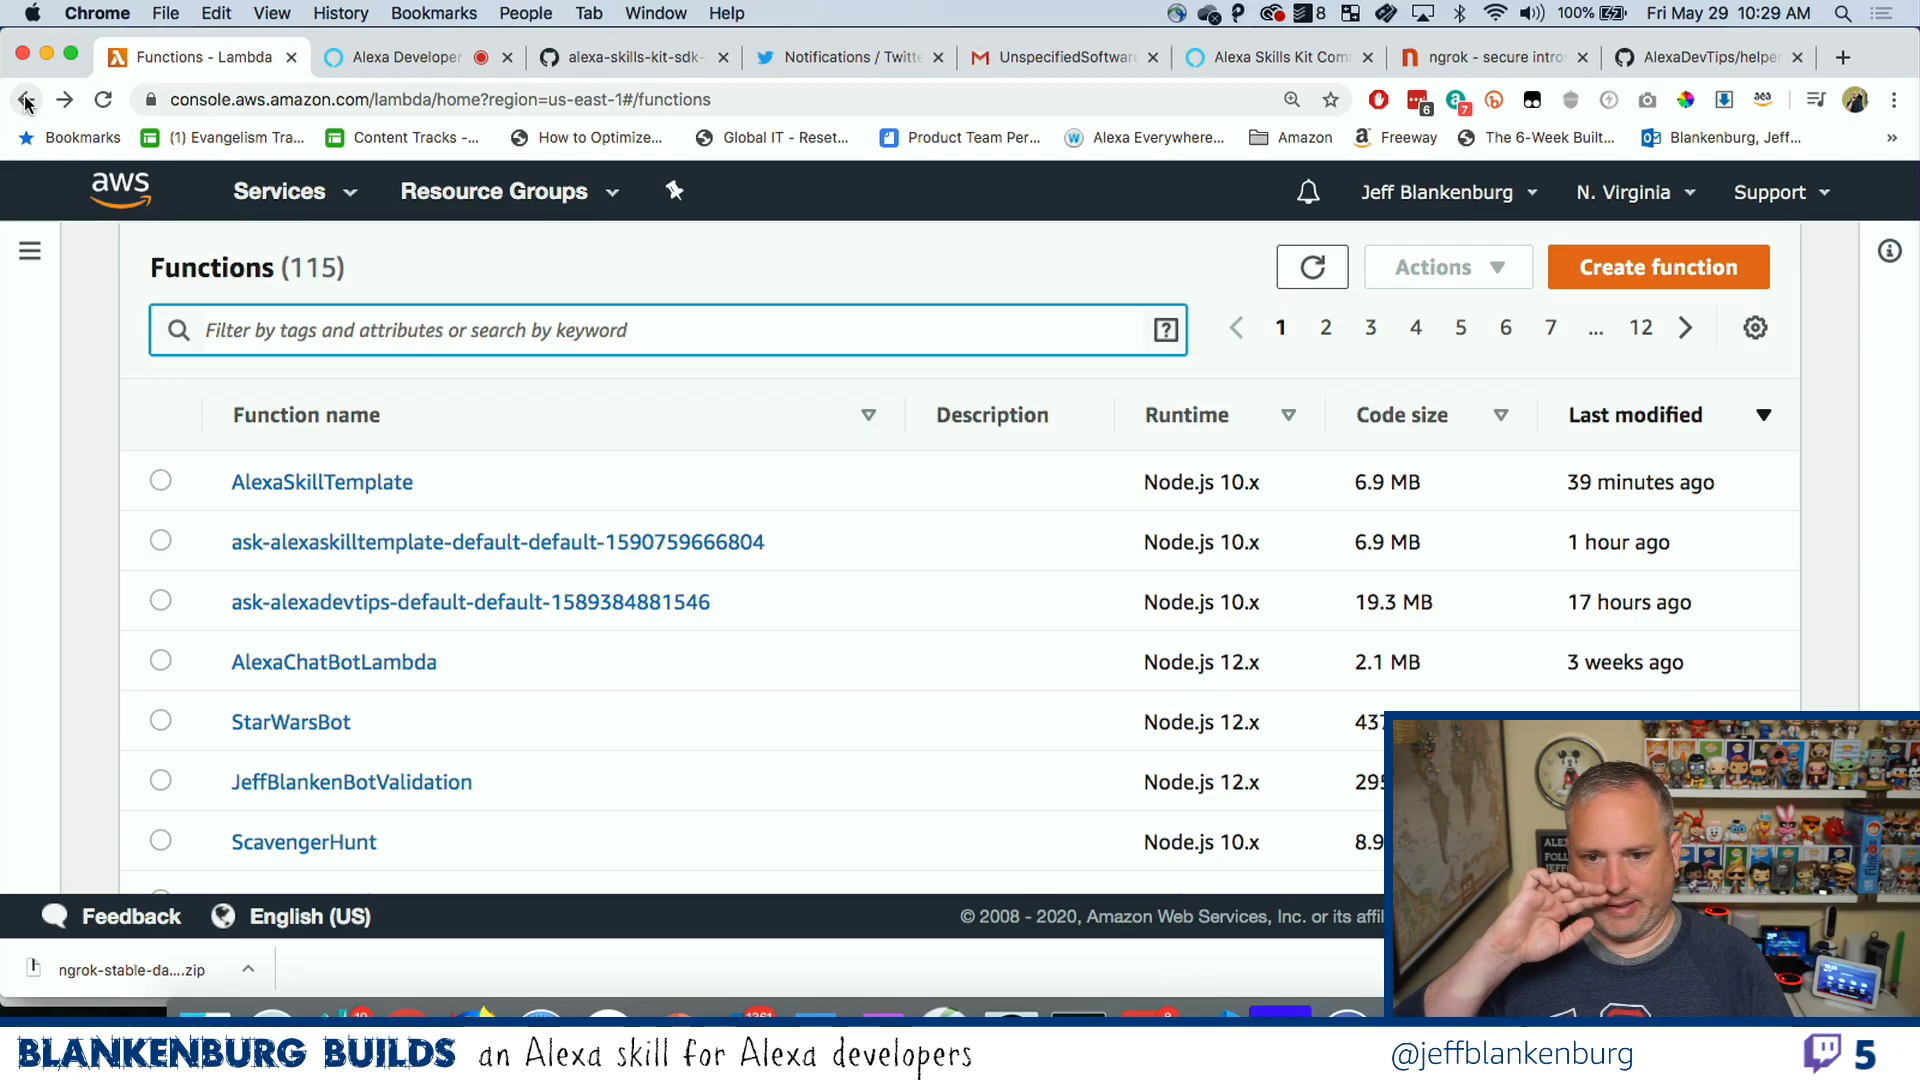 Chrome File Edit View History Bookmarks People Tab Window Help 8 100% Fri May 29 10:29 AM
Functions - Lambda Alexa Developer alexa-skills-kit-sdk- Notifications / Twitte UnspecifiedSoftware Alexa Skills Kit Com ngrok - secure intro AlexaDevTips/helper
console.aws.amazon.com/lambda/home?region=us-east-1#/functions 6 7
Bookmarks (1) Evangelism Tra... Content Tracks -... How to Optimize... Global IT - Reset... Product Team Per... Alexa Everywhere... Amazon Freeway The 6-Week Built... Blankenburg, Jeff... »
aws Services Resource Groups Jeff Blankenburg N. Virginia Support
Functions (115) Actions Create function
Filter by tags and attributes or search by keyword 1 2 3 4 5 6 7 ... 12
Function name Description Runtime Code size Last modified
AlexaSkillTemplate Node.js 10.x 6.9 MB 39 minutes ago
ask-alexaskilltemplate-default-default-1590759666804 Node.js 10.x 6.9 MB 1 hour ago
ask-alexadevtips-default-default-1589384881546 Node.js 10.x 19.3 MB 17 hours ago
AlexaChatBotLambda Node.js 12.x 2.1 MB 3 weeks ago
StarWarsBot Node.js 12.x 437
JeffBlankenBotValidation Node.js 12.x 295
ScavengerHunt Node.js 10.x 8.9
Feedback English (US) © 2008 - 2020, Amazon Web Services, Inc. or its affil
ngrok-stable-da....zip
BLANKENBURG BUILDS an Alexa skill for Alexa developers @jeffblankenburg 5